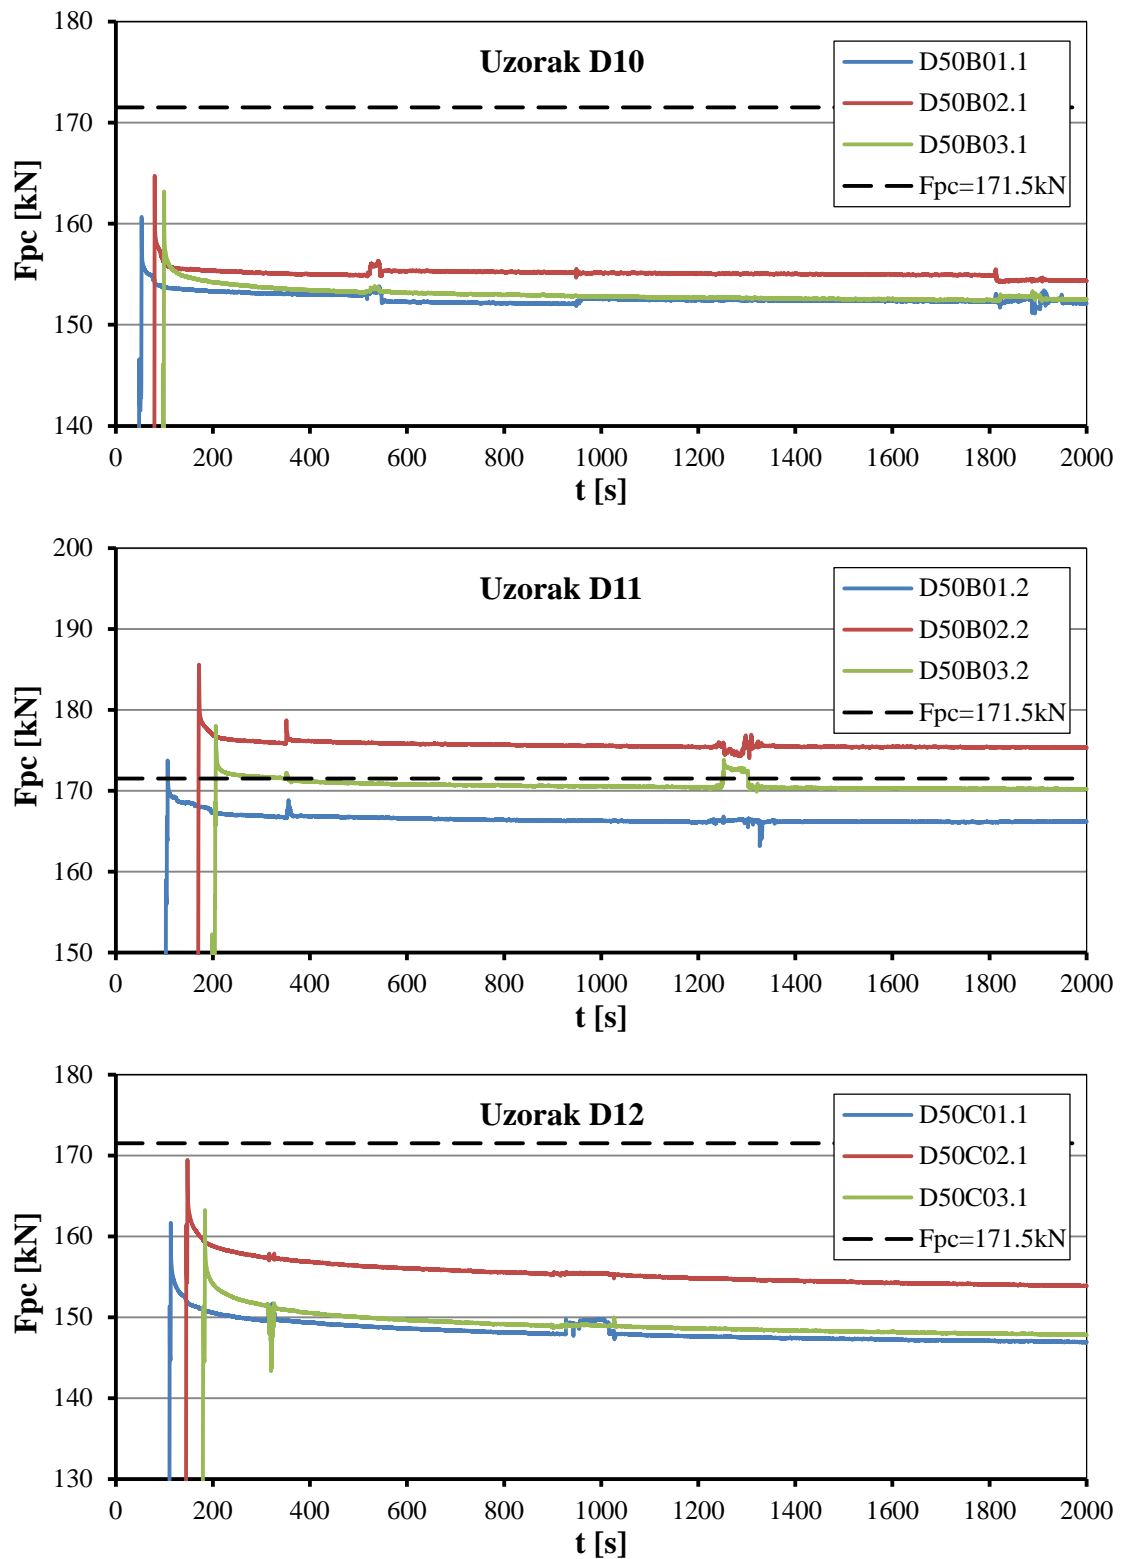 Uzorak D10
D50B01.1
D50B02.1
D50B03.1
Fpc=171.5kN
Fpc [kN]
180
170
160
150
140
0 200 400 600 800 1000 1200 1400 1600 1800 2000
t [s]
Uzorak D11
D50B01.2
D50B02.2
D50B03.2
Fpc=171.5kN
Fpc [kN]
200
190
180
170
160
150
0 200 400 600 800 1000 1200 1400 1600 1800 2000
t [s]
Uzorak D12
D50C01.1
D50C02.1
D50C03.1
Fpc=171.5kN
Fpc [kN]
180
170
160
150
140
130
0 200 400 600 800 1000 1200 1400 1600 1800 2000
t [s]